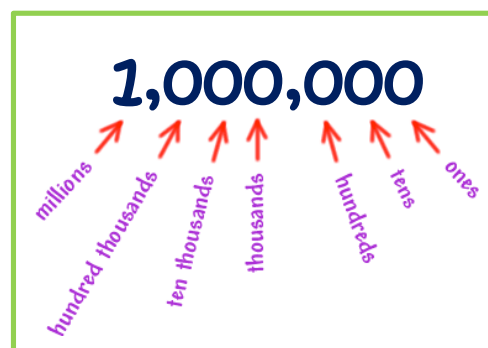 1,000,000
millions
hundred thousands
ten thousands
thousands
hundreds
tens
ones